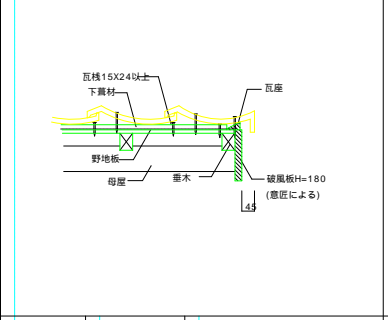 瓦桟15X24以上
下葺材
瓦座
野地板
母屋
垂木
破風板H=180
(意匠による)
45